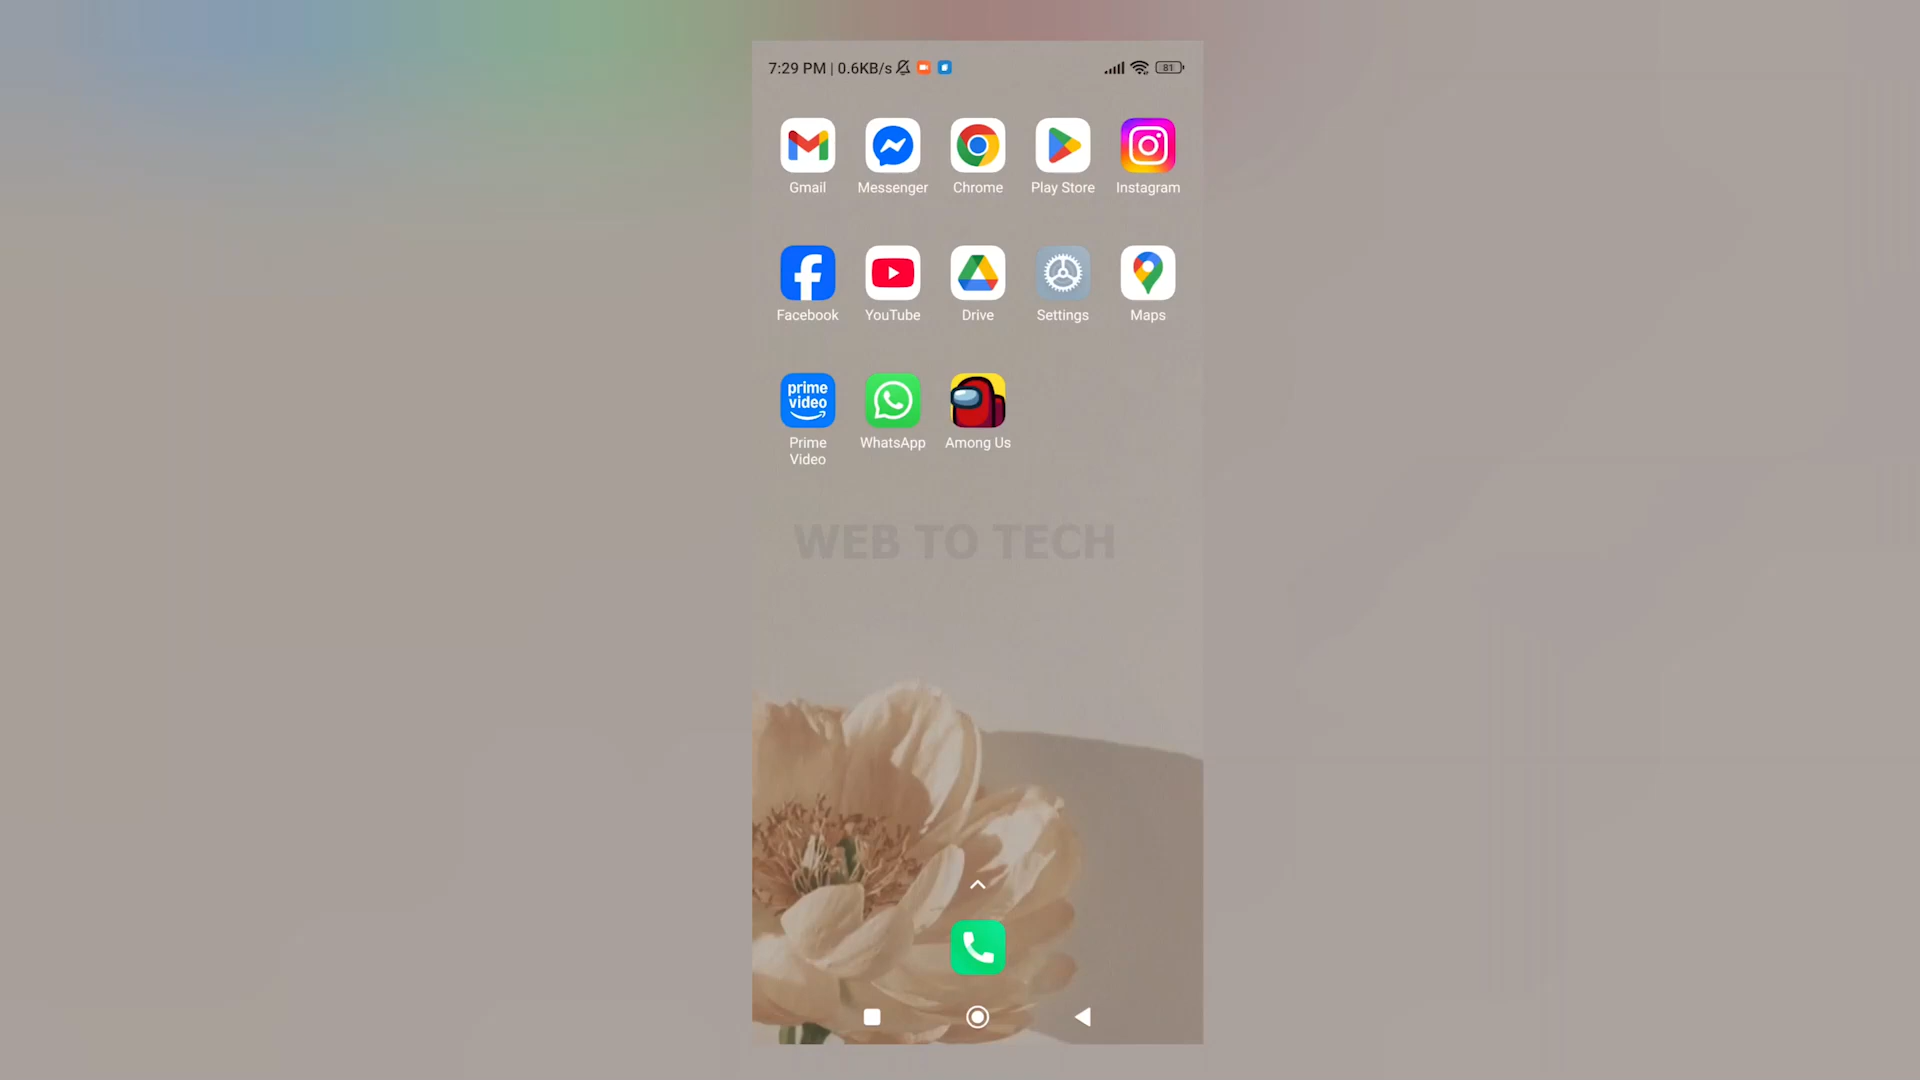 7:29 PM | 0.6KB/s 81
Gmail Messenger Chrome Play Store Instagram
Facebook YouTube Drive Settings Maps
prime video
Prime Video WhatsApp Among Us
WEB TO TECH